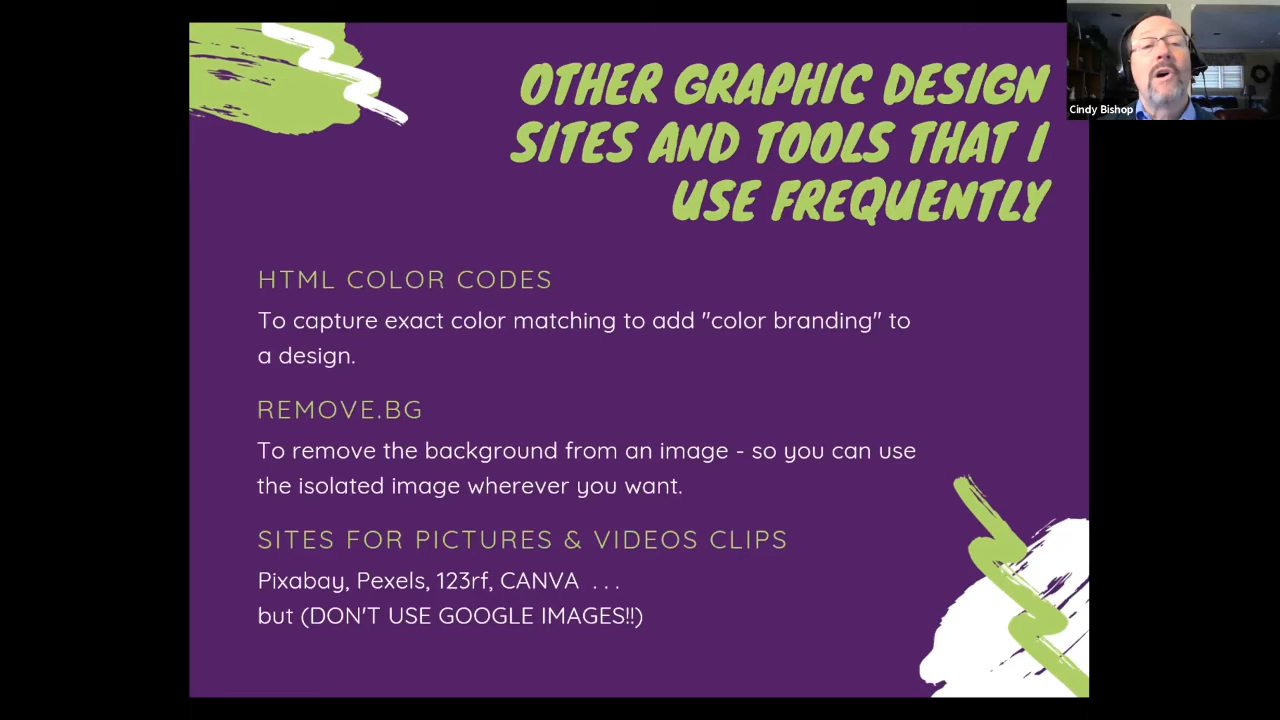 OTHER GRAPHIC DESIGN
SITES AND TOOLS THAT I
USE FREQUENTLY
Cindy Bishop
HTML COLOR CODES
To capture exact color matching to add "color branding" to
a design.
REMOVE.BG
To remove the background from an image - so you can use
the isolated image wherever you want.
SITES FOR PICTURES & VIDEOS CLIPS
Pixabay, Pexels, 123rf, CANVA . . .
but (DON'T USE GOOGLE IMAGES!!)